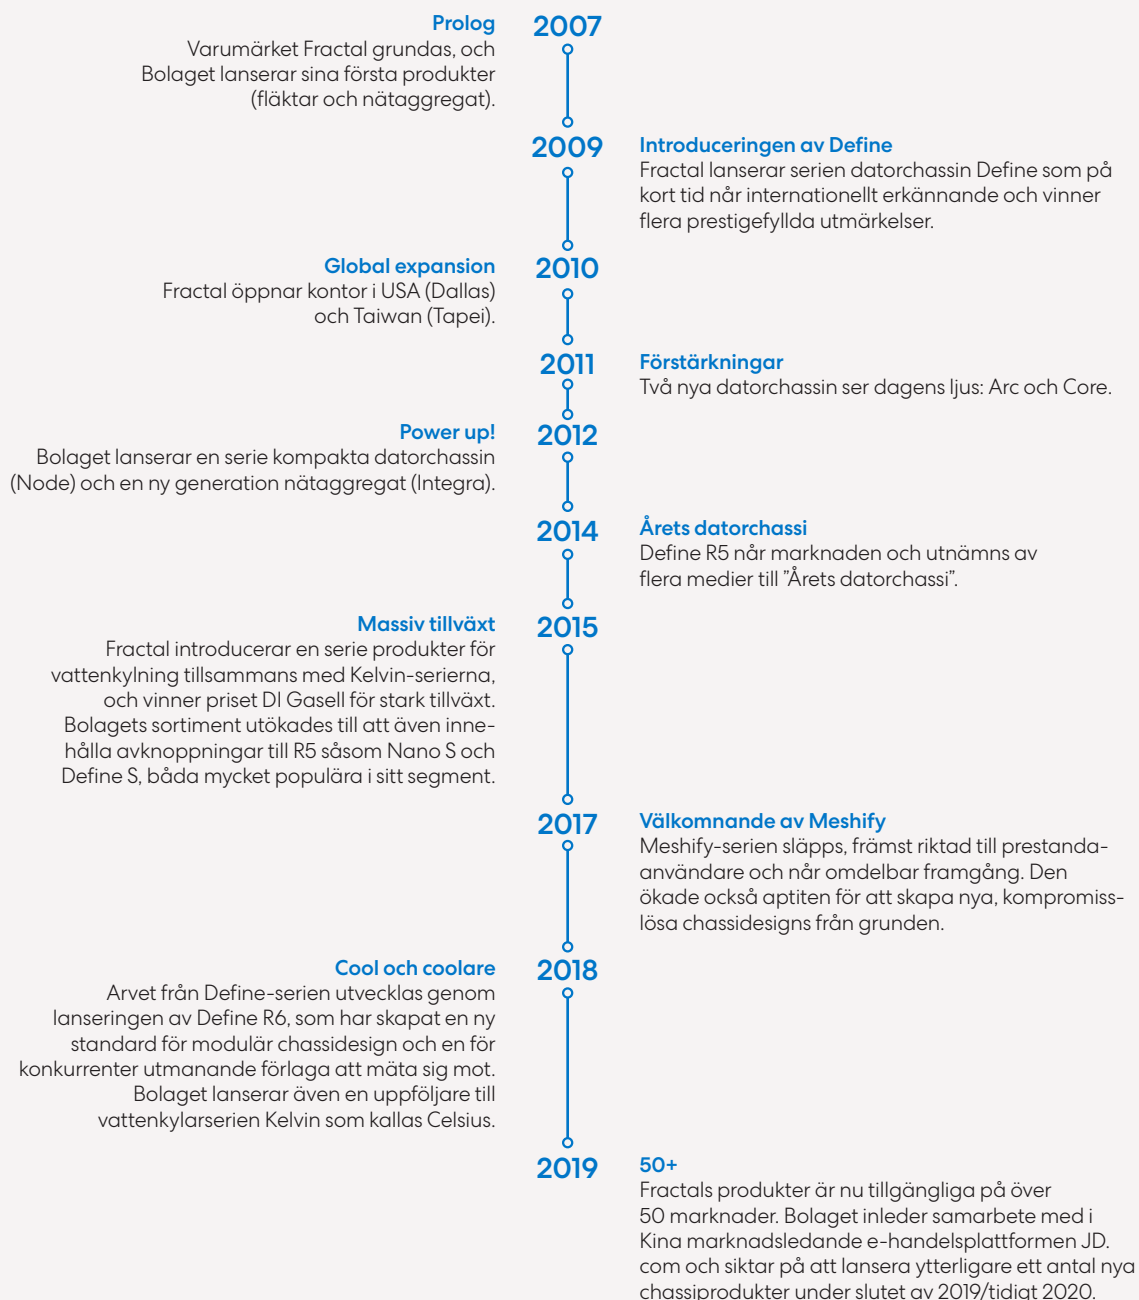 Prolog
2007
Varumärket Fractal grundas, och
Bolaget lanserar sina första produkter
(fläktar och nätaggregat).
2009
Introduceringen av Define
Fractal lanserar serien datorchassin Define som på
kort tid når internationellt erkännande och vinner
flera prestigefyllda utmärkelser.
Global expansion
2010
Fractal öppnar kontor i USA (Dallas)
och Taiwan (Tapei).
2011
Förstärkningar
Två nya datorchassin ser dagens ljus: Arc och Core.
Power up!
2012
Bolaget lanserar en serie kompakta datorchassin
(Node) och en ny generation nätaggregat (Integra).
2014
Årets datorchassi
Define R5 når marknaden och utnämns av
flera medier till ”Årets datorchassi”.
Massiv tillväxt
2015
Fractal introducerar en serie produkter för
vattenkylning tillsammans med Kelvin-serierna,
och vinner priset DI Gasell för stark tillväxt.
Bolagets sortiment utökades till att även inne-
hålla avknoppningar till R5 såsom Nano S och
Define S, båda mycket populära i sitt segment.
2017
Välkomnande av Meshify
Meshify-serien släpps, främst riktad till prestanda-
användare och når omdelbar framgång. Den
ökade också aptiten för att skapa nya, kompromiss-
lösa chassidesigns från grunden.
Cool och coolare
2018
Arvet från Define-serien utvecklas genom
lanseringen av Define R6, som har skapat en ny
standard för modulär chassidesign och en för
konkurrenter utmanande förlaga att mäta sig mot.
Bolaget lanserar även en uppföljare till
vattenkylarserien Kelvin som kallas Celsius.
2019
50+
Fractals produkter är nu tillgängliga på över
50 marknader. Bolaget inleder samarbete med i
Kina marknadsledande e-handelsplattformen JD.
com och siktar på att lansera ytterligare ett antal nya
chassiprodukter under slutet av 2019/tidigt 2020.